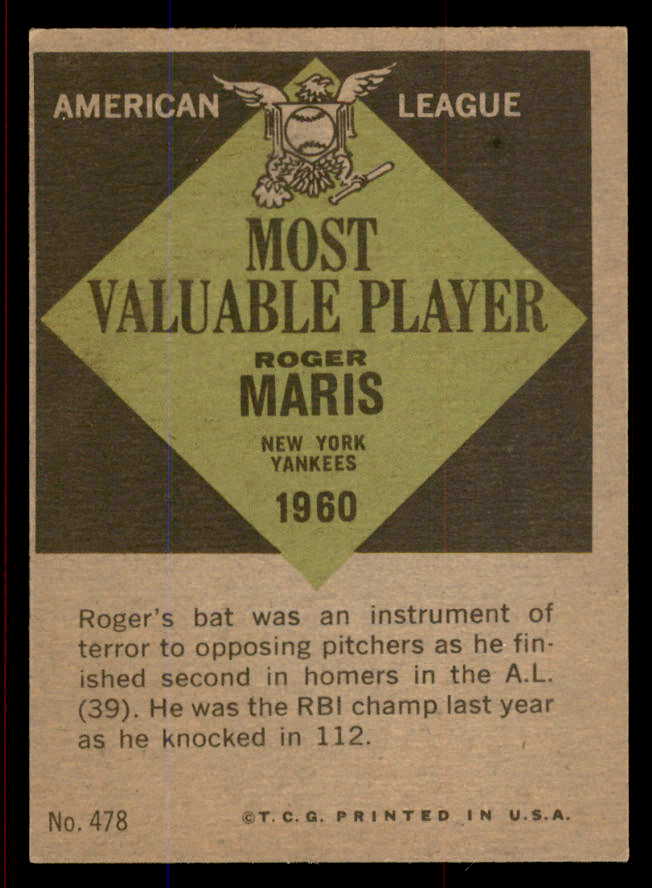 AMERICAN LEAGUE
MOST
VALUABLE PLAYER
ROGER
MARIS
NEW YORK
YANKEES
1960
Roger's bat was an instrument of
terror to opposing pitchers as he fin-
ished second in homers in the A.L.
(39). He was the RBI champ last year
as he knocked in 112.
No. 478
©T.C.G. PRINTED IN U.S.A.